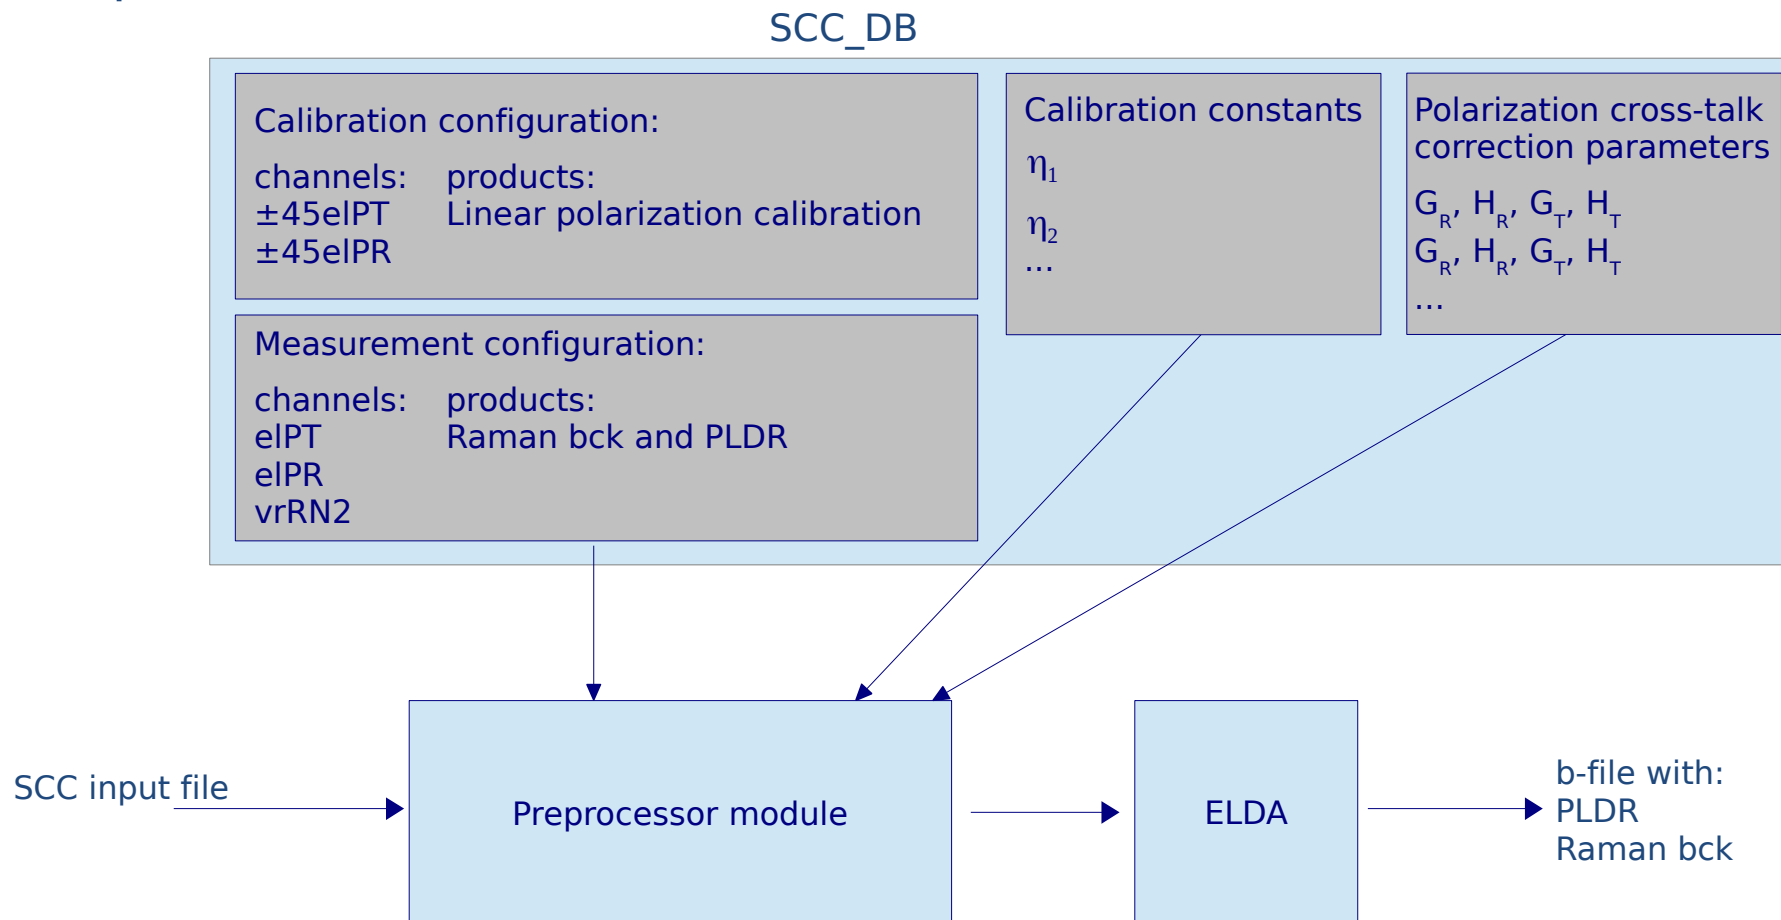 SCC_DB
Calibration configuration:
channels: products:
±45elPT Linear polarization calibration
±45elPR
Measurement configuration:
channels: products:
elPT Raman bck and PLDR
elPR
vrRN2
Calibration constants
η1
η2
...
Polarization cross-talk
correction parameters
GR, HR, GT, HT
GR, HR, GT, HT
...
SCC input file
Preprocessor module
ELDA
b-file with:
PLDR
Raman bck